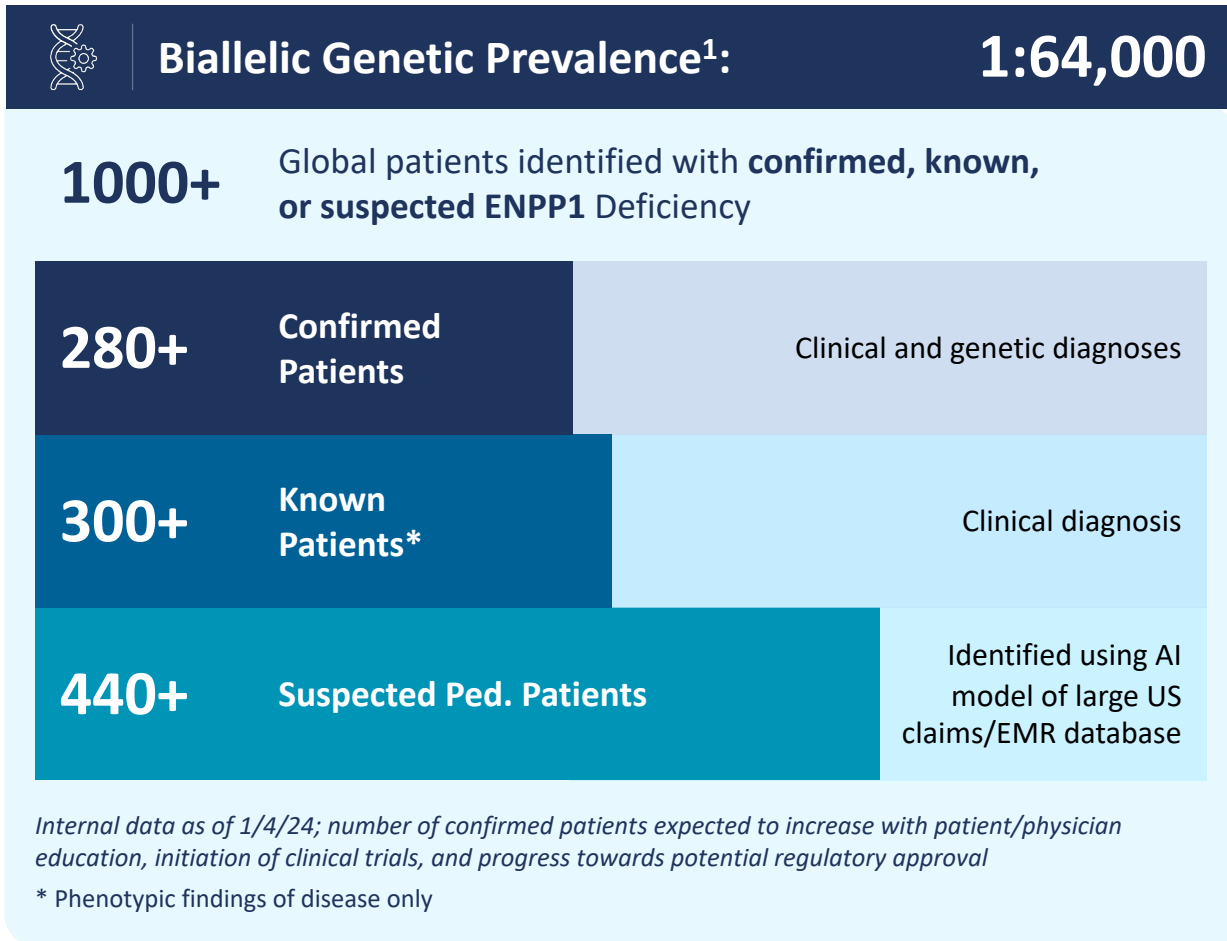 Biallelic Genetic Prevalence¹: 1:64,000
1000+
Global patients identified with confirmed, known,
or suspected ENPP1 Deficiency
280+
Confirmed
Patients
Clinical and genetic diagnoses
300+
Known
Patients*
Clinical diagnosis
440+
Suspected Ped. Patients
Identified using AI
model of large US
claims/EMR database
Internal data as of 1/4/24; number of confirmed patients expected to increase with patient/physician
education, initiation of clinical trials, and progress towards potential regulatory approval
* Phenotypic findings of disease only